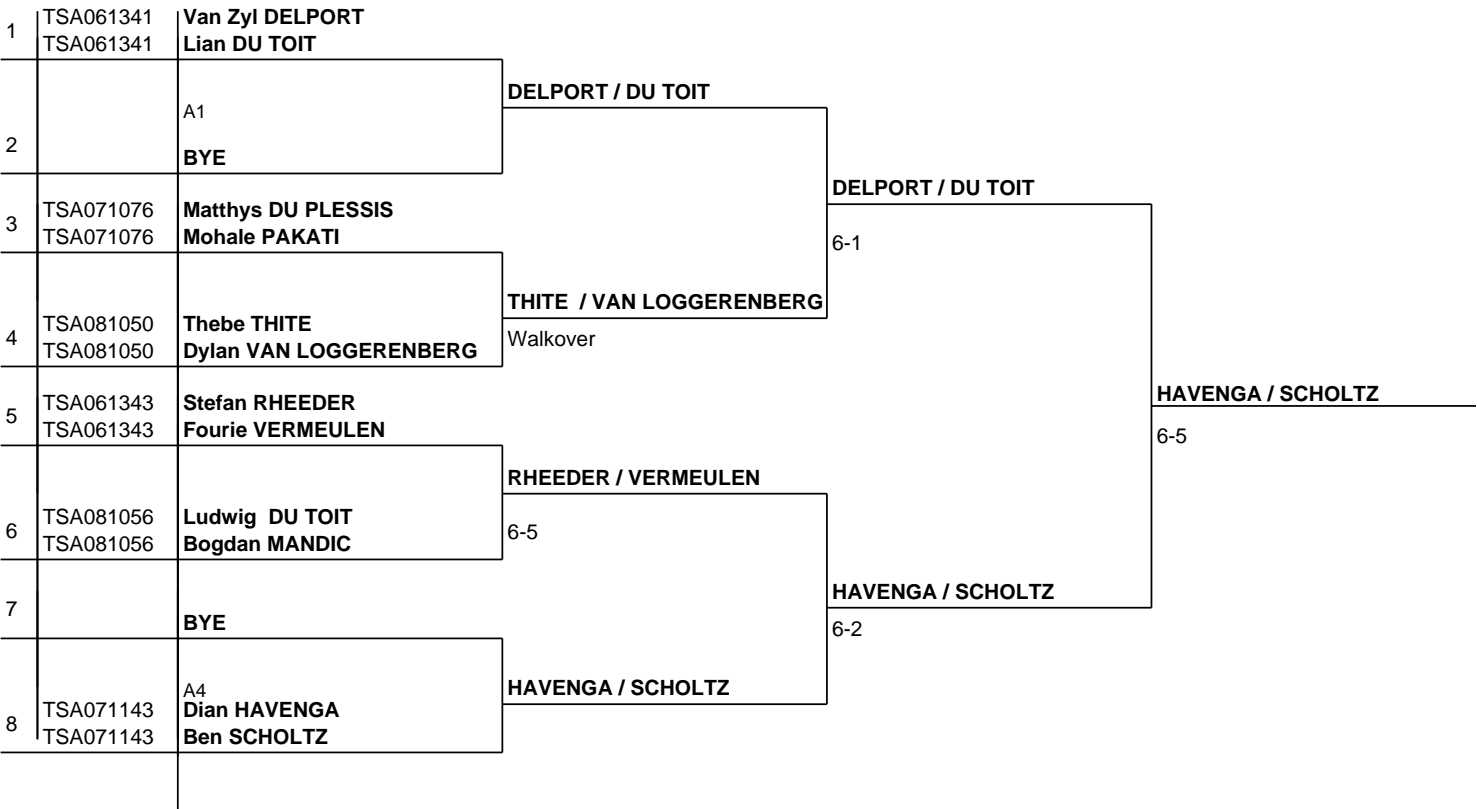 1 TSA061341 Van Zyl DELPORT
TSA061341 Lian DU TOIT
DELPORT / DU TOIT
A1
2
BYE
DELPORT / DU TOIT
3 TSA071076 Matthys DU PLESSIS
TSA071076 Mohale PAKATI
6-1
THITE / VAN LOGGERENBERG
4 TSA081050 Thebe THITE
TSA081050 Dylan VAN LOGGERENBERG
Walkover
HAVENGA / SCHOLTZ
5 TSA061343 Stefan RHEEDER
TSA061343 Fourie VERMEULEN
6-5
RHEEDER / VERMEULEN
6 TSA081056 Ludwig DU TOIT
TSA081056 Bogdan MANDIC
6-5
HAVENGA / SCHOLTZ
7
BYE
6-2
A4
HAVENGA / SCHOLTZ
8 TSA071143 Dian HAVENGA
TSA071143 Ben SCHOLTZ